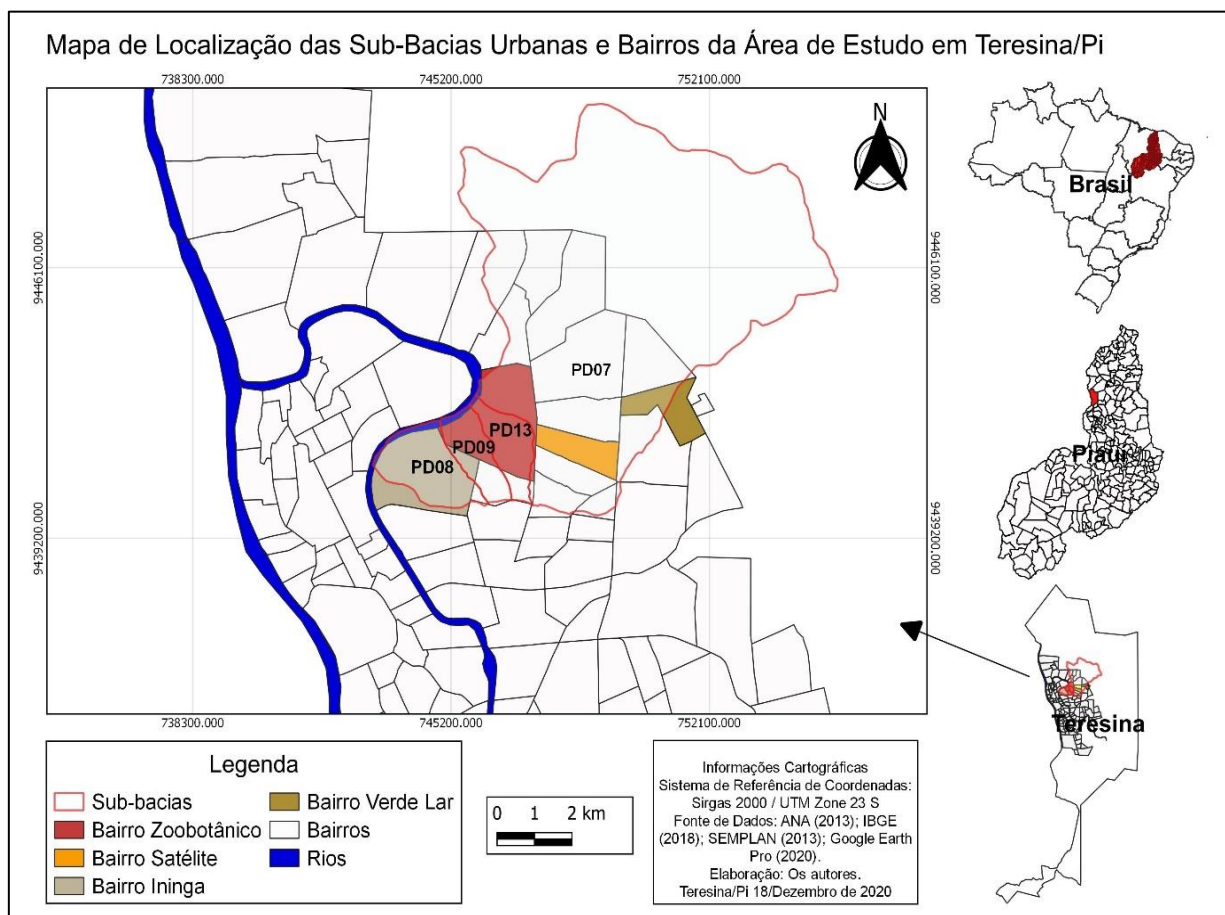 Mapa de Localização das Sub-Bacias Urbanas e Bairros da Área de Estudo em Teresina/Pi
738300.000
745200.000
752100.000
N
9446100.000
9446100.000
PD07
PD13
PD09
PD08
9439200.000
9439200.000
738300.000
745200.000
752100.000
Brasil
Piauí
Teresina
Legenda
Sub-bacias
Bairro Zoobotânico
Bairro Satélite
Bairro Ininga
Bairro Verde Lar
Bairros
Rios
0 1 2 km
Informações Cartográficas
Sistema de Referência de Coordenadas:
Sirgas 2000 / UTM Zone 23 S
Fonte de Dados: ANA (2013); IBGE
(2018); SEMPLAN (2013); Google Earth
Pro (2020).
Elaboração: Os autores.
Teresina/Pi 18/Dezembro de 2020